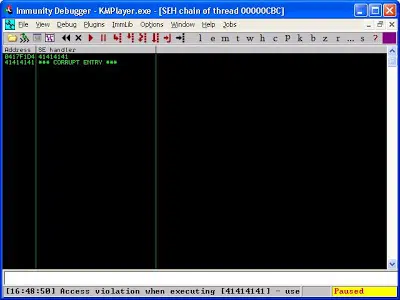 Immunity Debugger - KMPlayer.exe - [SEH chain of thread 00000CBC]
File View Debug Plugins ImmLib Options Window Help Jobs
l e m t w h c P k b z r ... s ?
Address SE handler
0417F1D4 41414141
41414141 *** CORRUPT ENTRY ***
[16:48:50] Access violation when executing [41414141] - use Paused